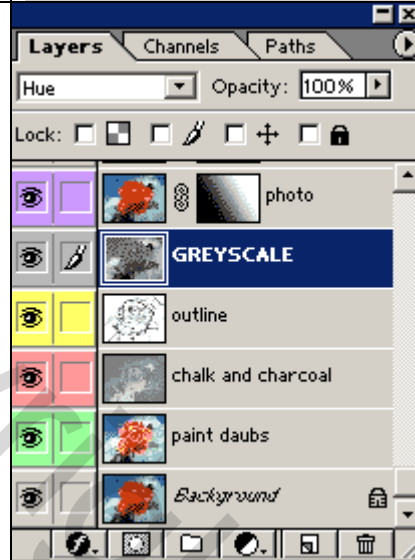 Layers Channels Paths
Hue Opacity: 100%
Lock:
photo
GREYSCALE
outline
chalk and charcoal
paint daubs
Background